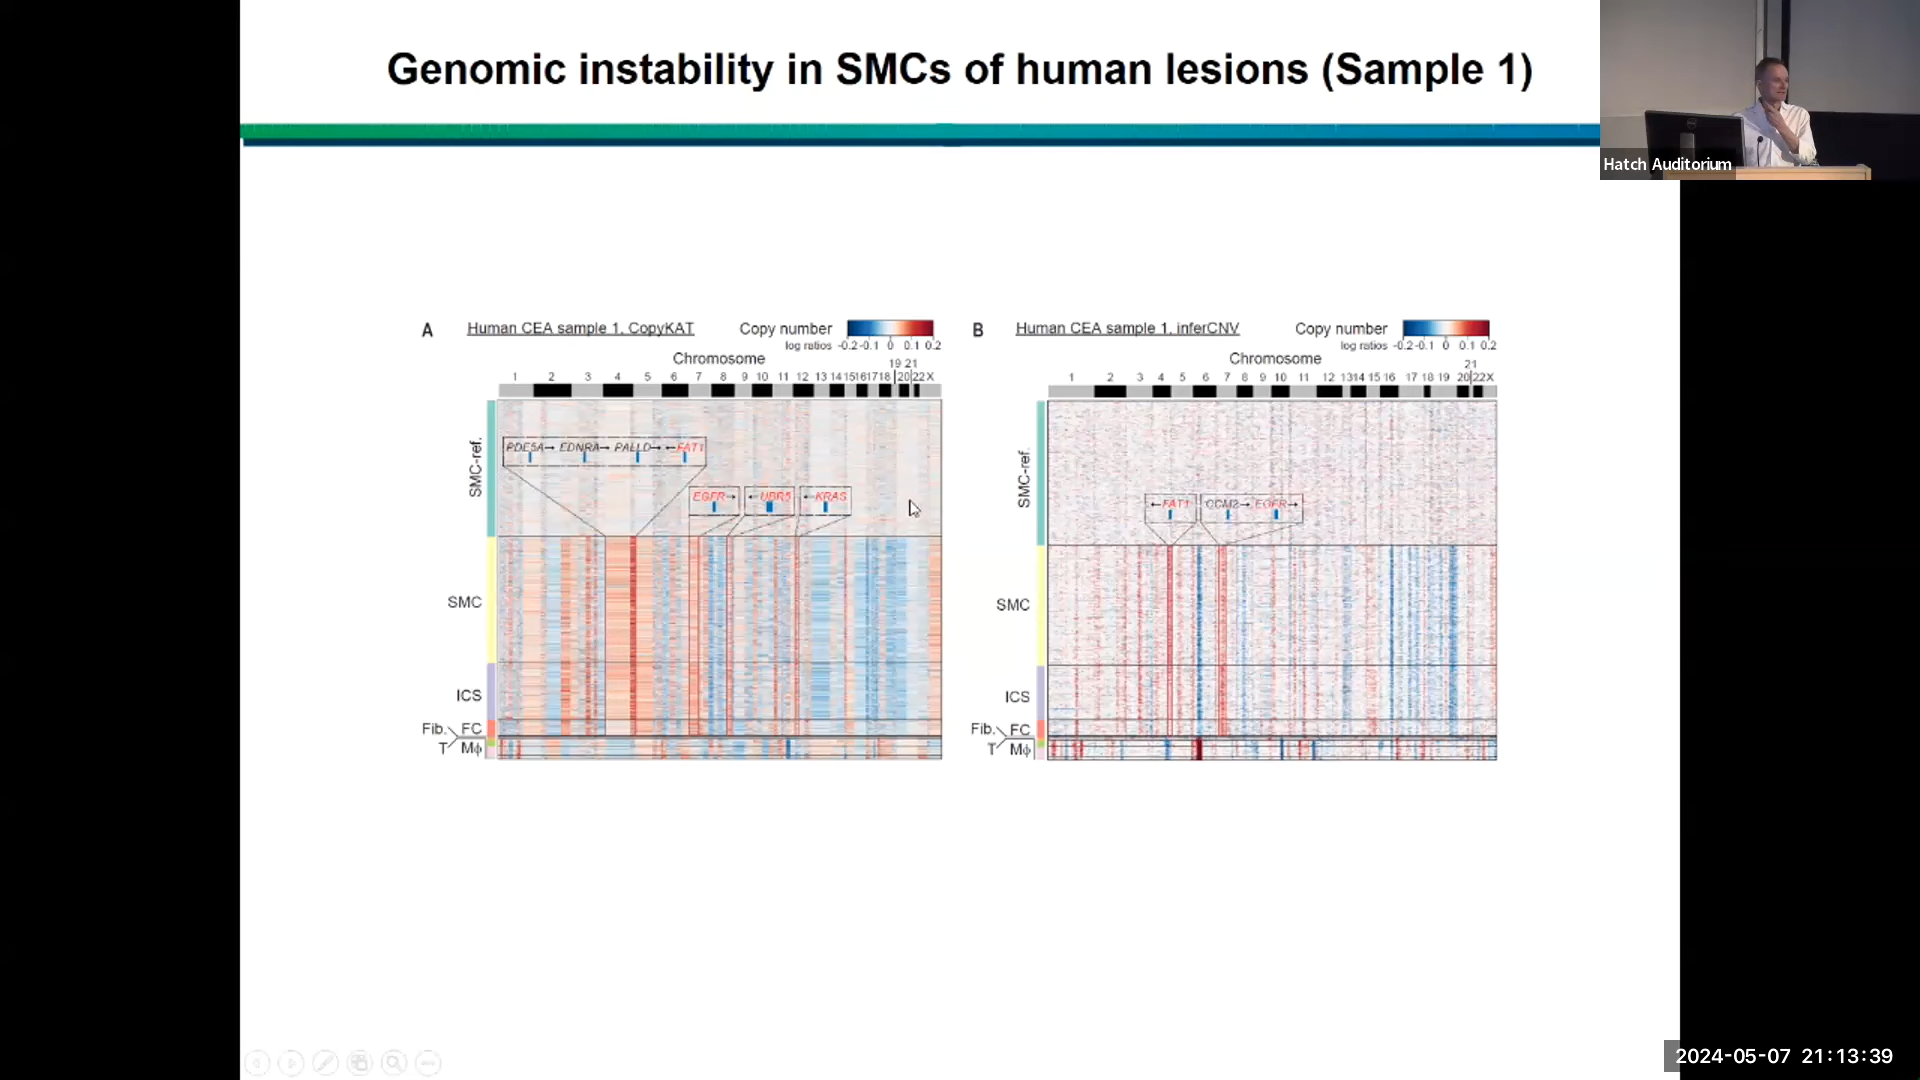 Genomic instability in SMCs of human lesions (Sample 1)
Hatch Auditorium
A
Human CEA sample 1, CopyKAT
Copy number
log ratios -0.2 -0.1 0 0.1 0.2
Chromosome
19 21
1 2 3 4 5 6 7 8 9 10 11 12 13 14 15 16 17 18 20 22 X
SMC-ref.
PDE5A→ EDNRA→ PALLD→ ←FAT1
EGFR→ ←UBR5 ←KRAS
SMC
ICS
Fib. FC
T Mϕ
B
Human CEA sample 1, inferCNV
Copy number
log ratios -0.2 -0.1 0 0.1 0.2
Chromosome
21
1 2 3 4 5 6 7 8 9 10 11 12 13 14 15 16 17 18 19 20 22 X
SMC-ref.
←FAT1 CCM2→ EGFR→
SMC
ICS
Fib. FC
T Mϕ
2024-05-07 21:13:39